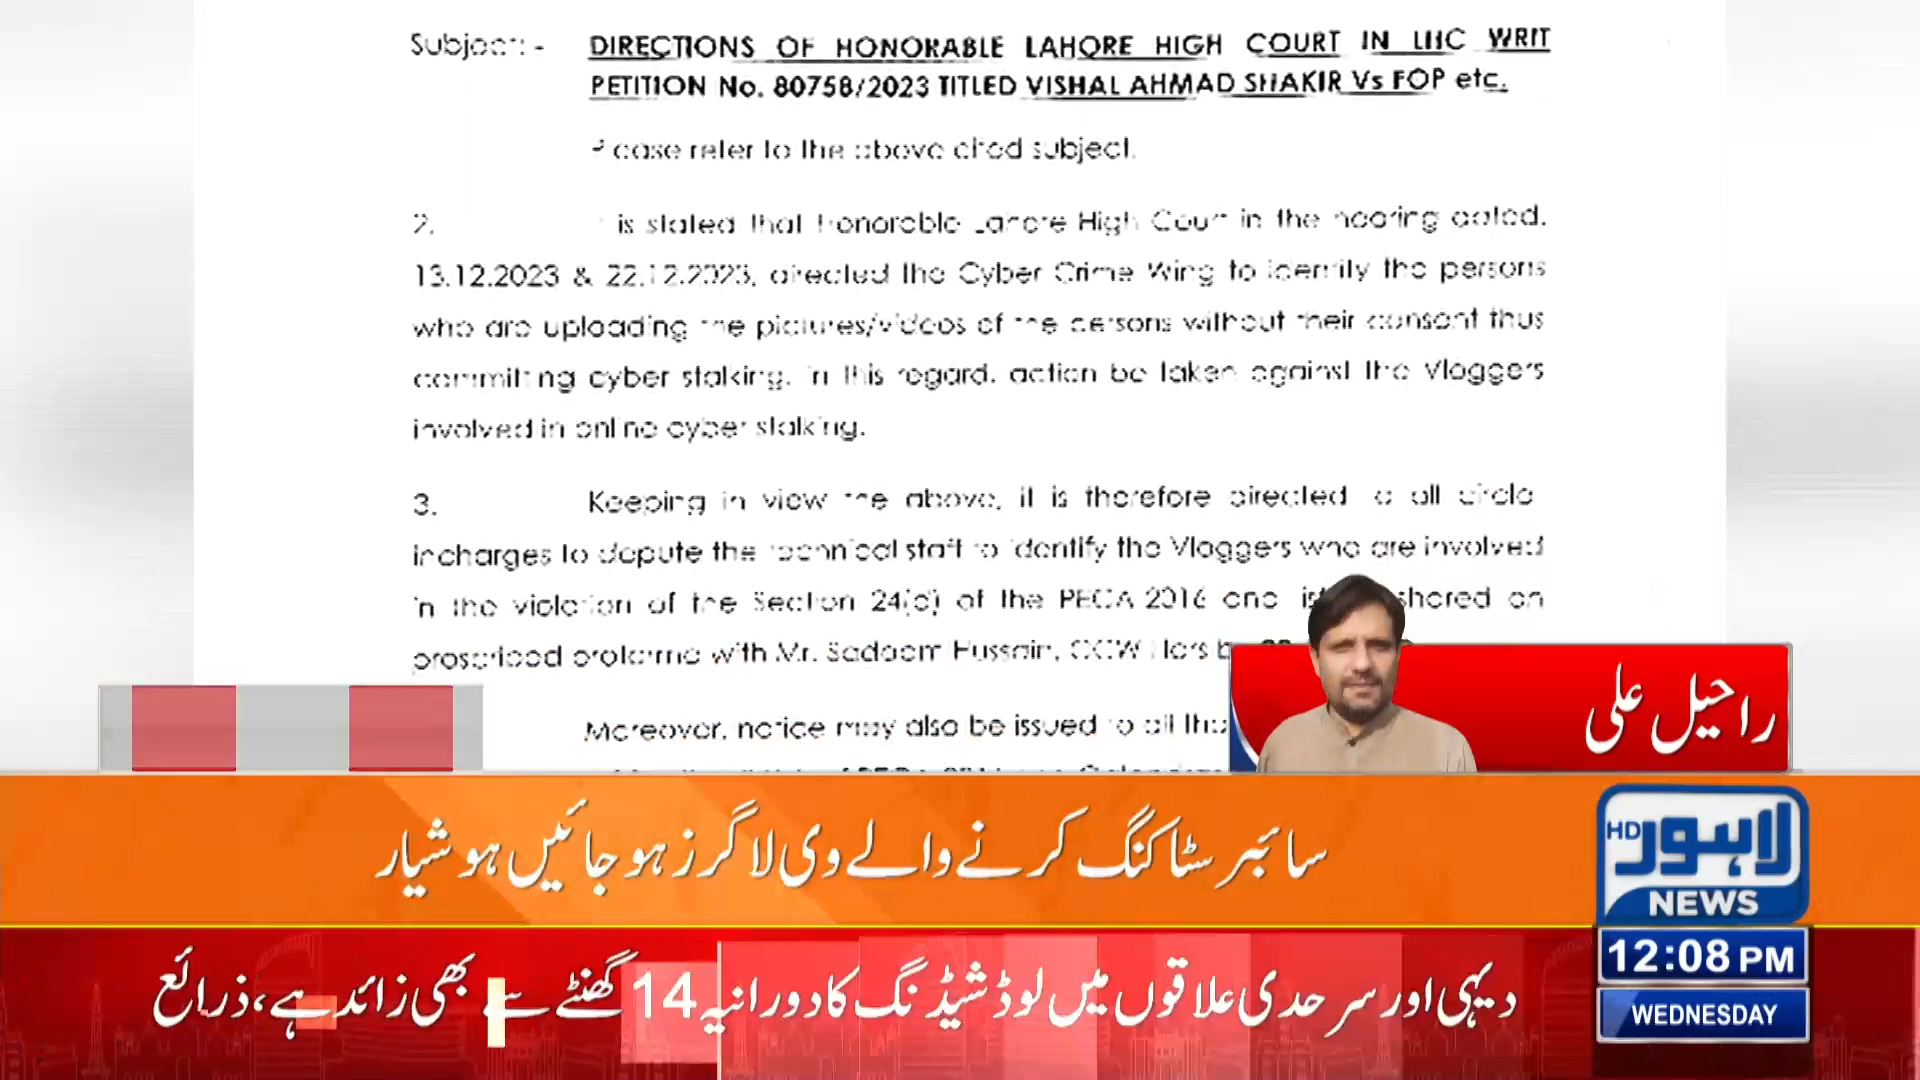 Subject: -
DIRECTIONS OF HONORABLE LAHORE HIGH COURT IN LHC WRIT
PETITION No. 80758/2023 TITLED VISHAL AHMAD SHAKIR Vs FOP etc.
Please refer to the above cited subject.
2. It is stated that Honorable Lahore High Court in the hearing dated.
13.12.2023 & 22.12.2023, directed the Cyber Crime Wing to identify the persons
who are uploading the pictures/videos of the persons without their consent thus
committing cyber stalking. In this regard, action be taken against the Vloggers
involved in online cyber stalking.
3. Keeping in view the above, it is therefore directed to all circle
incharges to depute the technical staff to identify the Vloggers who are involved
in the violation of the Section 24(d) of the PECA 2016 and shared on
prescribed proforma with Mr. Sadaam Hussain, CCW
Moreover, notice may also be issued to all
راحیل علی
سائبر سٹاکنگ کرنے والے وی لاگرز ہو جائیں ہوشیار
لاہور
HD
NEWS
دیہی اور سرحدی علاقوں میں لوڈشیڈنگ کا دورانیہ 14 گھنٹے سے بھی زائد ہے، ذرائع
12:08 PM
WEDNESDAY